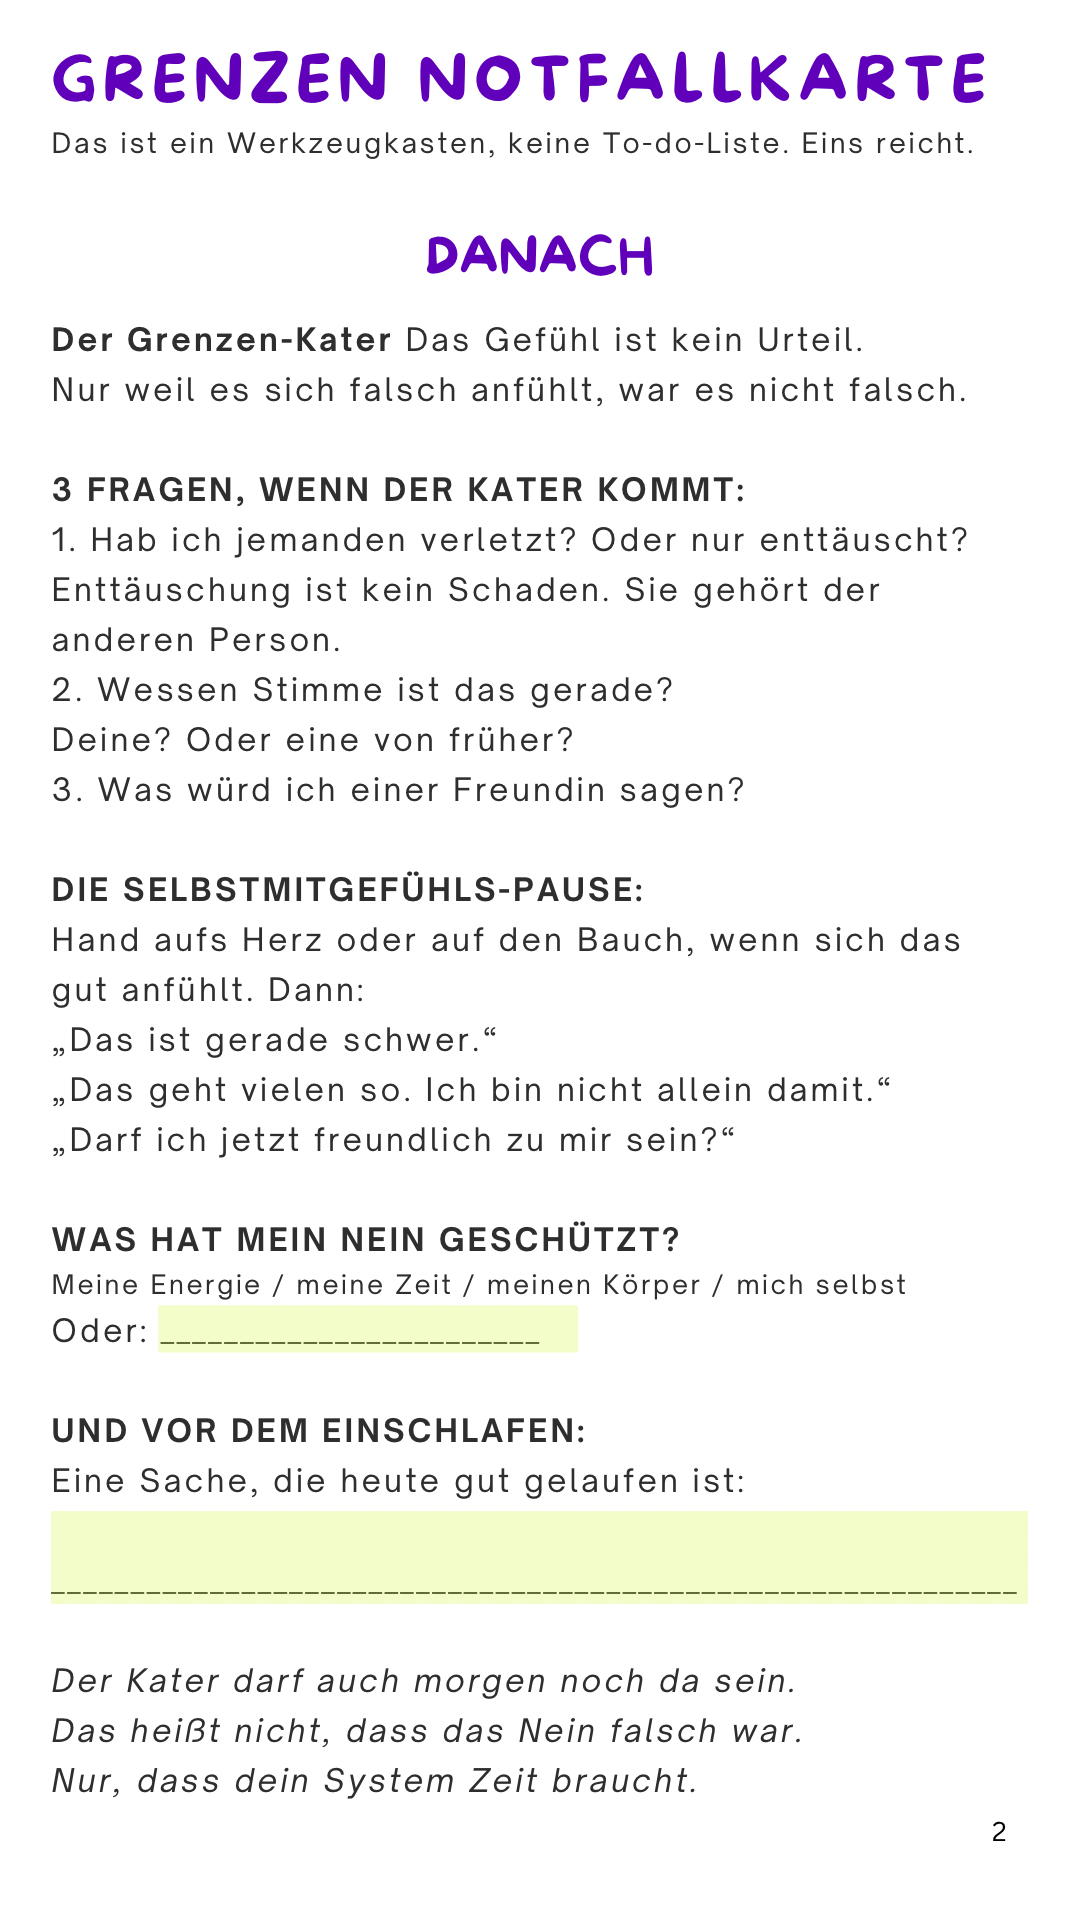 GRENZEN NOTFALLKARTE
Das ist ein Werkzeugkasten, keine To-do-Liste. Eins reicht.
DANACH
Der Grenzen-Kater Das Gefühl ist kein Urteil.
Nur weil es sich falsch anfühlt, war es nicht falsch.
3 FRAGEN, WENN DER KATER KOMMT:
1. Hab ich jemanden verletzt? Oder nur enttäuscht?
Enttäuschung ist kein Schaden. Sie gehört der
anderen Person.
2. Wessen Stimme ist das gerade?
Deine? Oder eine von früher?
3. Was würd ich einer Freundin sagen?
DIE SELBSTMITGEFÜHLS-PAUSE:
Hand aufs Herz oder auf den Bauch, wenn sich das
gut anfühlt. Dann:
„Das ist gerade schwer.“
„Das geht vielen so. Ich bin nicht allein damit.“
„Darf ich jetzt freundlich zu mir sein?“
WAS HAT MEIN NEIN GESCHÜTZT?
Meine Energie / meine Zeit / meinen Körper / mich selbst
Oder: ________________________
UND VOR DEM EINSCHLAFEN:
Eine Sache, die heute gut gelaufen ist:
_____________________________________________________________
Der Kater darf auch morgen noch da sein.
Das heißt nicht, dass das Nein falsch war.
Nur, dass dein System Zeit braucht.
2